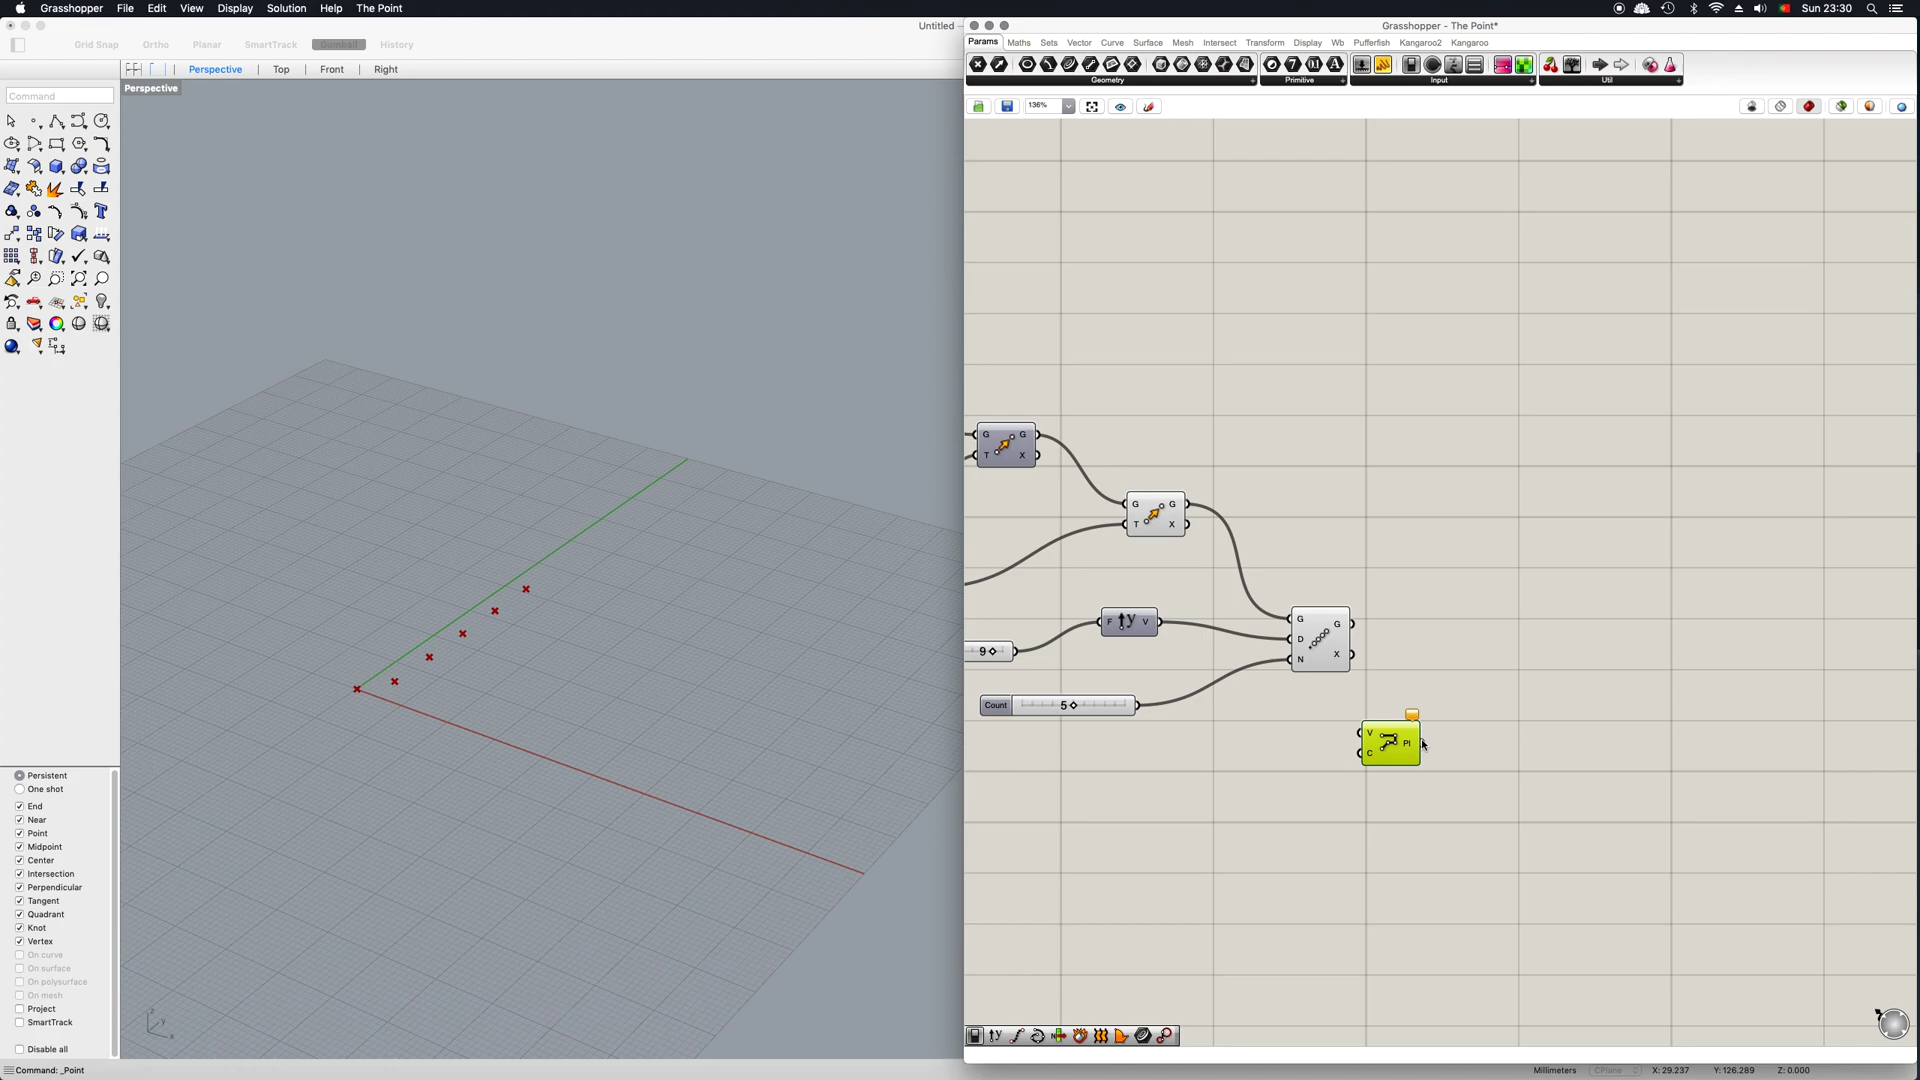 Grasshopper File Edit View Display Solution Help The Point Sun 23:30
Untitled —
Grasshopper - The Point*
Grid Snap Ortho Planar SmartTrack Gumball History
Params Maths Sets Vector Curve Surface Mesh Intersect Transform Display Wb Pufferfish Kangaroo2 Kangaroo
Perspective Top Front Right
Geometry Primitive Input Util
Perspective
Command
136%
G G
T X
G G
T X
F y V
G G
D
N X
9
Count 5
V Pl
C
Persistent
One shot
End
Near
Point
Midpoint
Center
Intersection
Perpendicular
Tangent
Quadrant
Knot
Vertex
On curve
On surface
On polysurface
On mesh
Project
SmartTrack
Disable all
z
y
x
Command: _Point
Millimeters CPlane X: 29.237 Y: 126.289 Z: 0.000